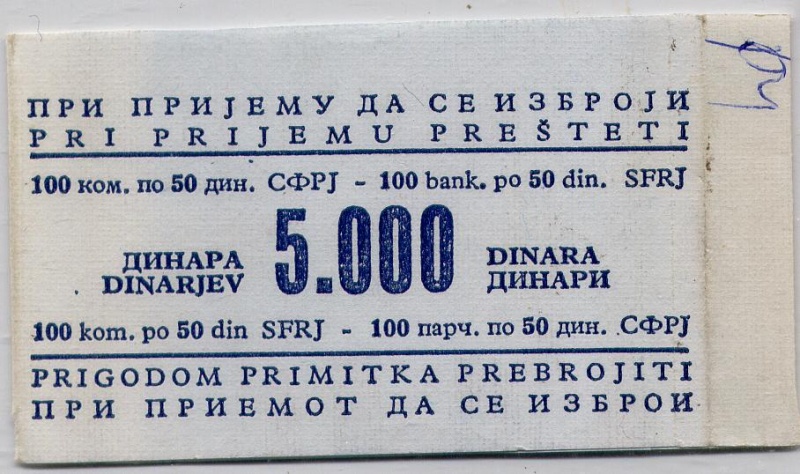 ПРИ ПРИЈЕМУ ДА СЕ ИЗБРОЈИ
PRI PRIJEMU PREŠTETI
100 ком. по 50 дин. СФРЈ - 100 bank. po 50 din. SFRJ
ДИНАРА 5.000 DINARA
DINARJEV ДИНАРИ
100 kom. po 50 din SFRJ - 100 парч. по 50 дин. СФРЈ
PRIGODOM PRIMITKA PREBROJITI
ПРИ ПРИЕМОТ ДА СЕ ИЗБРОИ